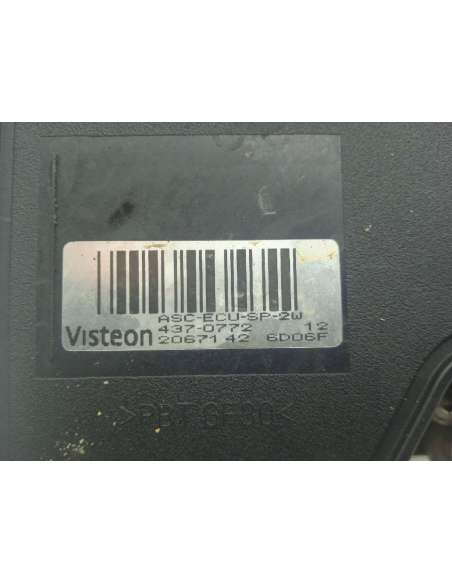 ASC-ECU-SP-2W
Visteon 437-0772 12
2067142 6D06F
>PBT GF30<